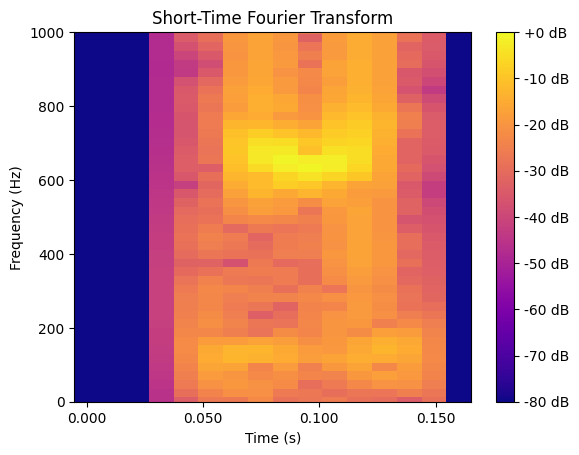 Short-Time Fourier Transform
Frequency (Hz)
1000
800
600
400
200
0
0.000
0.050
0.100
0.150
Time (s)
+0 dB
-10 dB
-20 dB
-30 dB
-40 dB
-50 dB
-60 dB
-70 dB
-80 dB